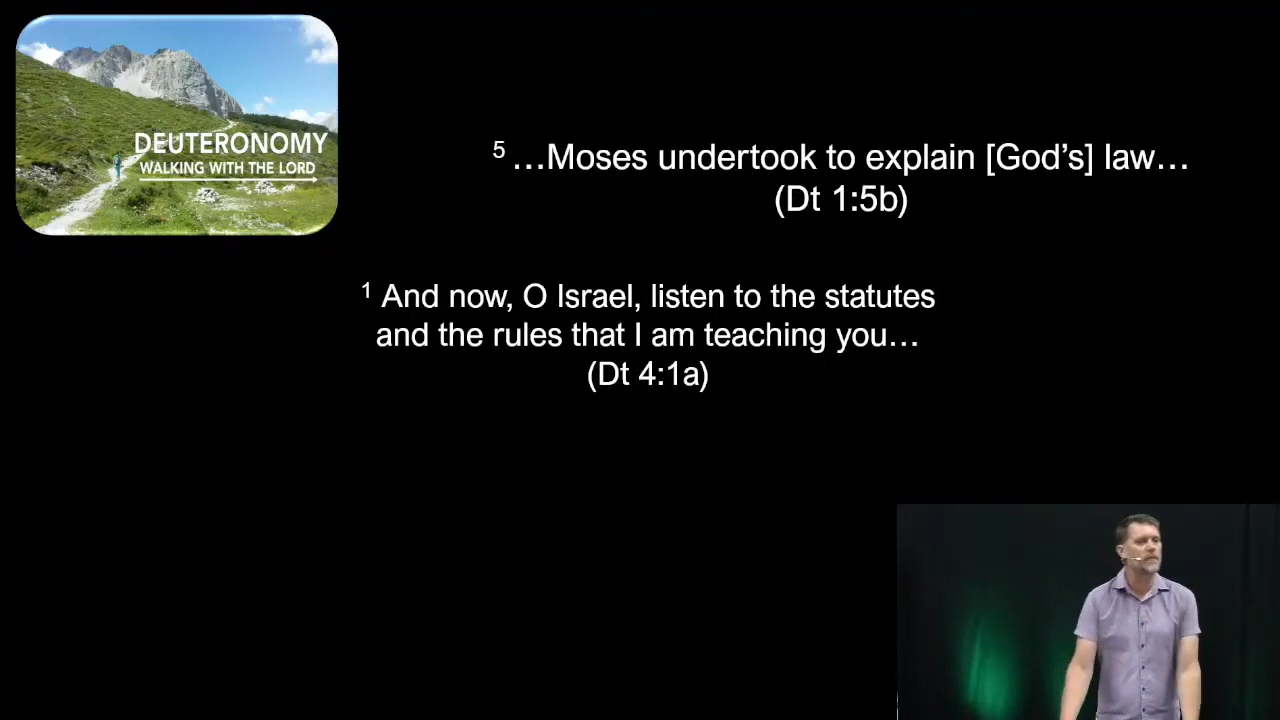 DEUTERONOMY
WALKING WITH THE LORD
5 …Moses undertook to explain [God’s] law…
(Dt 1:5b)
1 And now, O Israel, listen to the statutes
and the rules that I am teaching you…
(Dt 4:1a)